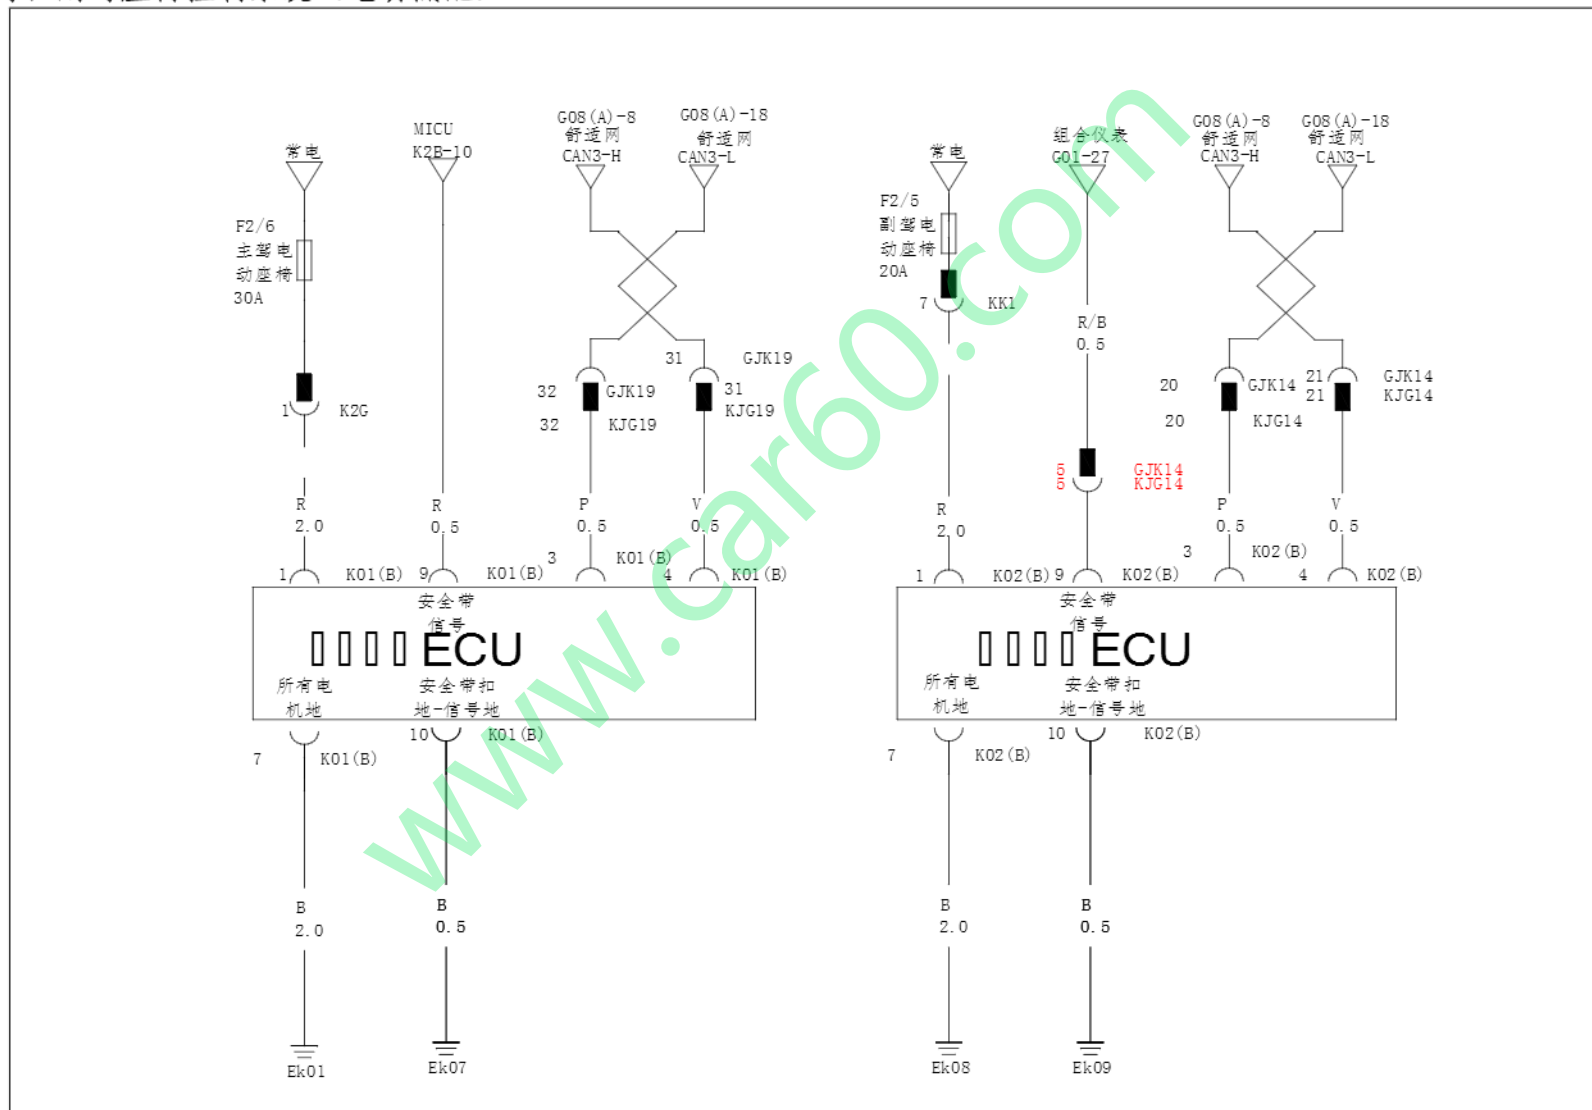 常电
F2/6
主驾电
动座椅
30A
1
K2G
R
2.0
1
K01(B)
MICU
K2B-10
R
0.5
9
K01(B)
G08(A)-8
舒适网
CAN3-H
32
GJK19
32
KJG19
P
0.5
3
K01(B)
G08(A)-18
舒适网
CAN3-L
31
GJK19
31
KJG19
V
0.5
4
K01(B)
安全带
信号
ECU
所有电
机地
安全带扣
地-信号地
7
K01(B)
10
K01(B)
B
2.0
B
0.5
Ek01
Ek07
常电
F2/5
副驾电
动座椅
20A
7
KK1
R
2.0
1
K02(B)
组合仪表
G01-27
R/B
0.5
5
GJK14
5
KJG14
9
K02(B)
G08(A)-8
舒适网
CAN3-H
20
GJK14
20
KJG14
P
0.5
3
K02(B)
G08(A)-18
舒适网
CAN3-L
21
GJK14
21
KJG14
V
0.5
4
K02(B)
安全带
信号
ECU
所有电
机地
安全带扣
地-信号地
7
K02(B)
10
K02(B)
B
2.0
B
0.5
Ek08
Ek09
www.car60.com